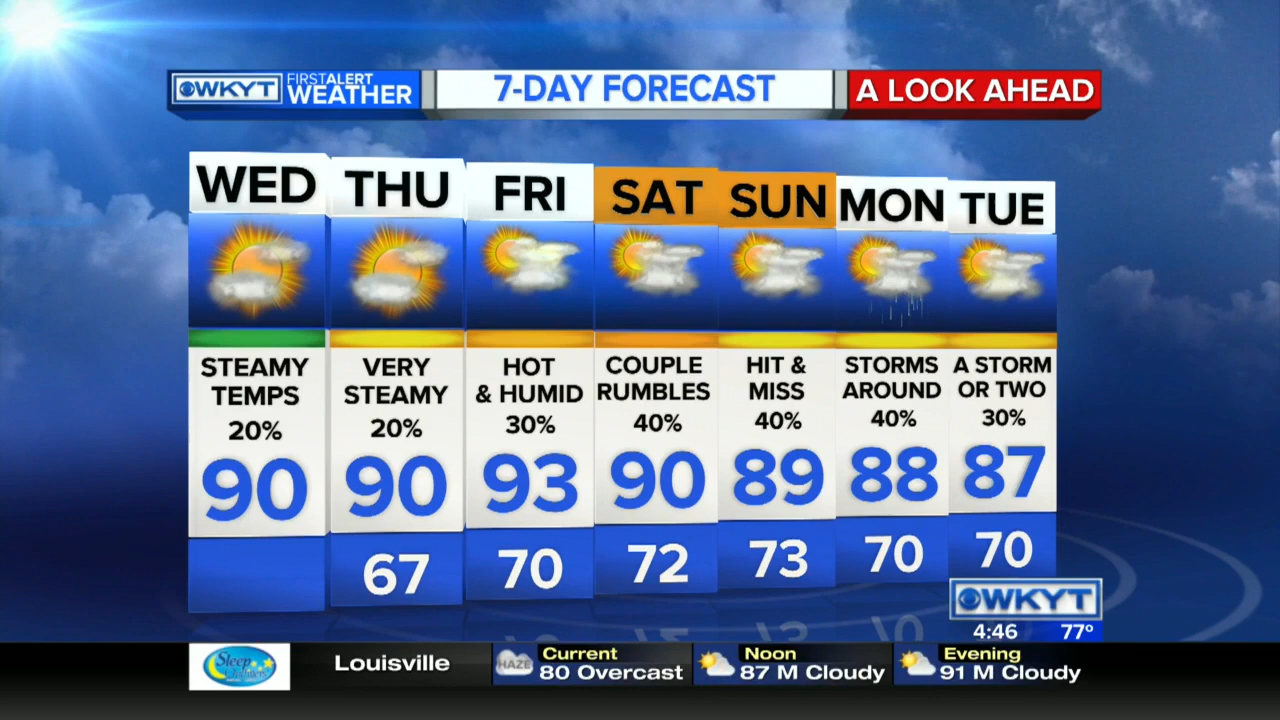 WKYT FIRST ALERT WEATHER
7-DAY FORECAST
A LOOK AHEAD
WED
STEAMY
TEMPS
20%
90
THU
VERY
STEAMY
20%
90
67
FRI
HOT
& HUMID
30%
93
70
SAT
COUPLE
RUMBLES
40%
90
72
SUN
HIT &
MISS
40%
89
73
MON
STORMS
AROUND
40%
88
70
TUE
A STORM
OR TWO
30%
87
70
WKYT
4:46 77°
Sleep
Louisville
HAZE
Current
80 Overcast
Noon
87 M Cloudy
Evening
91 M Cloudy